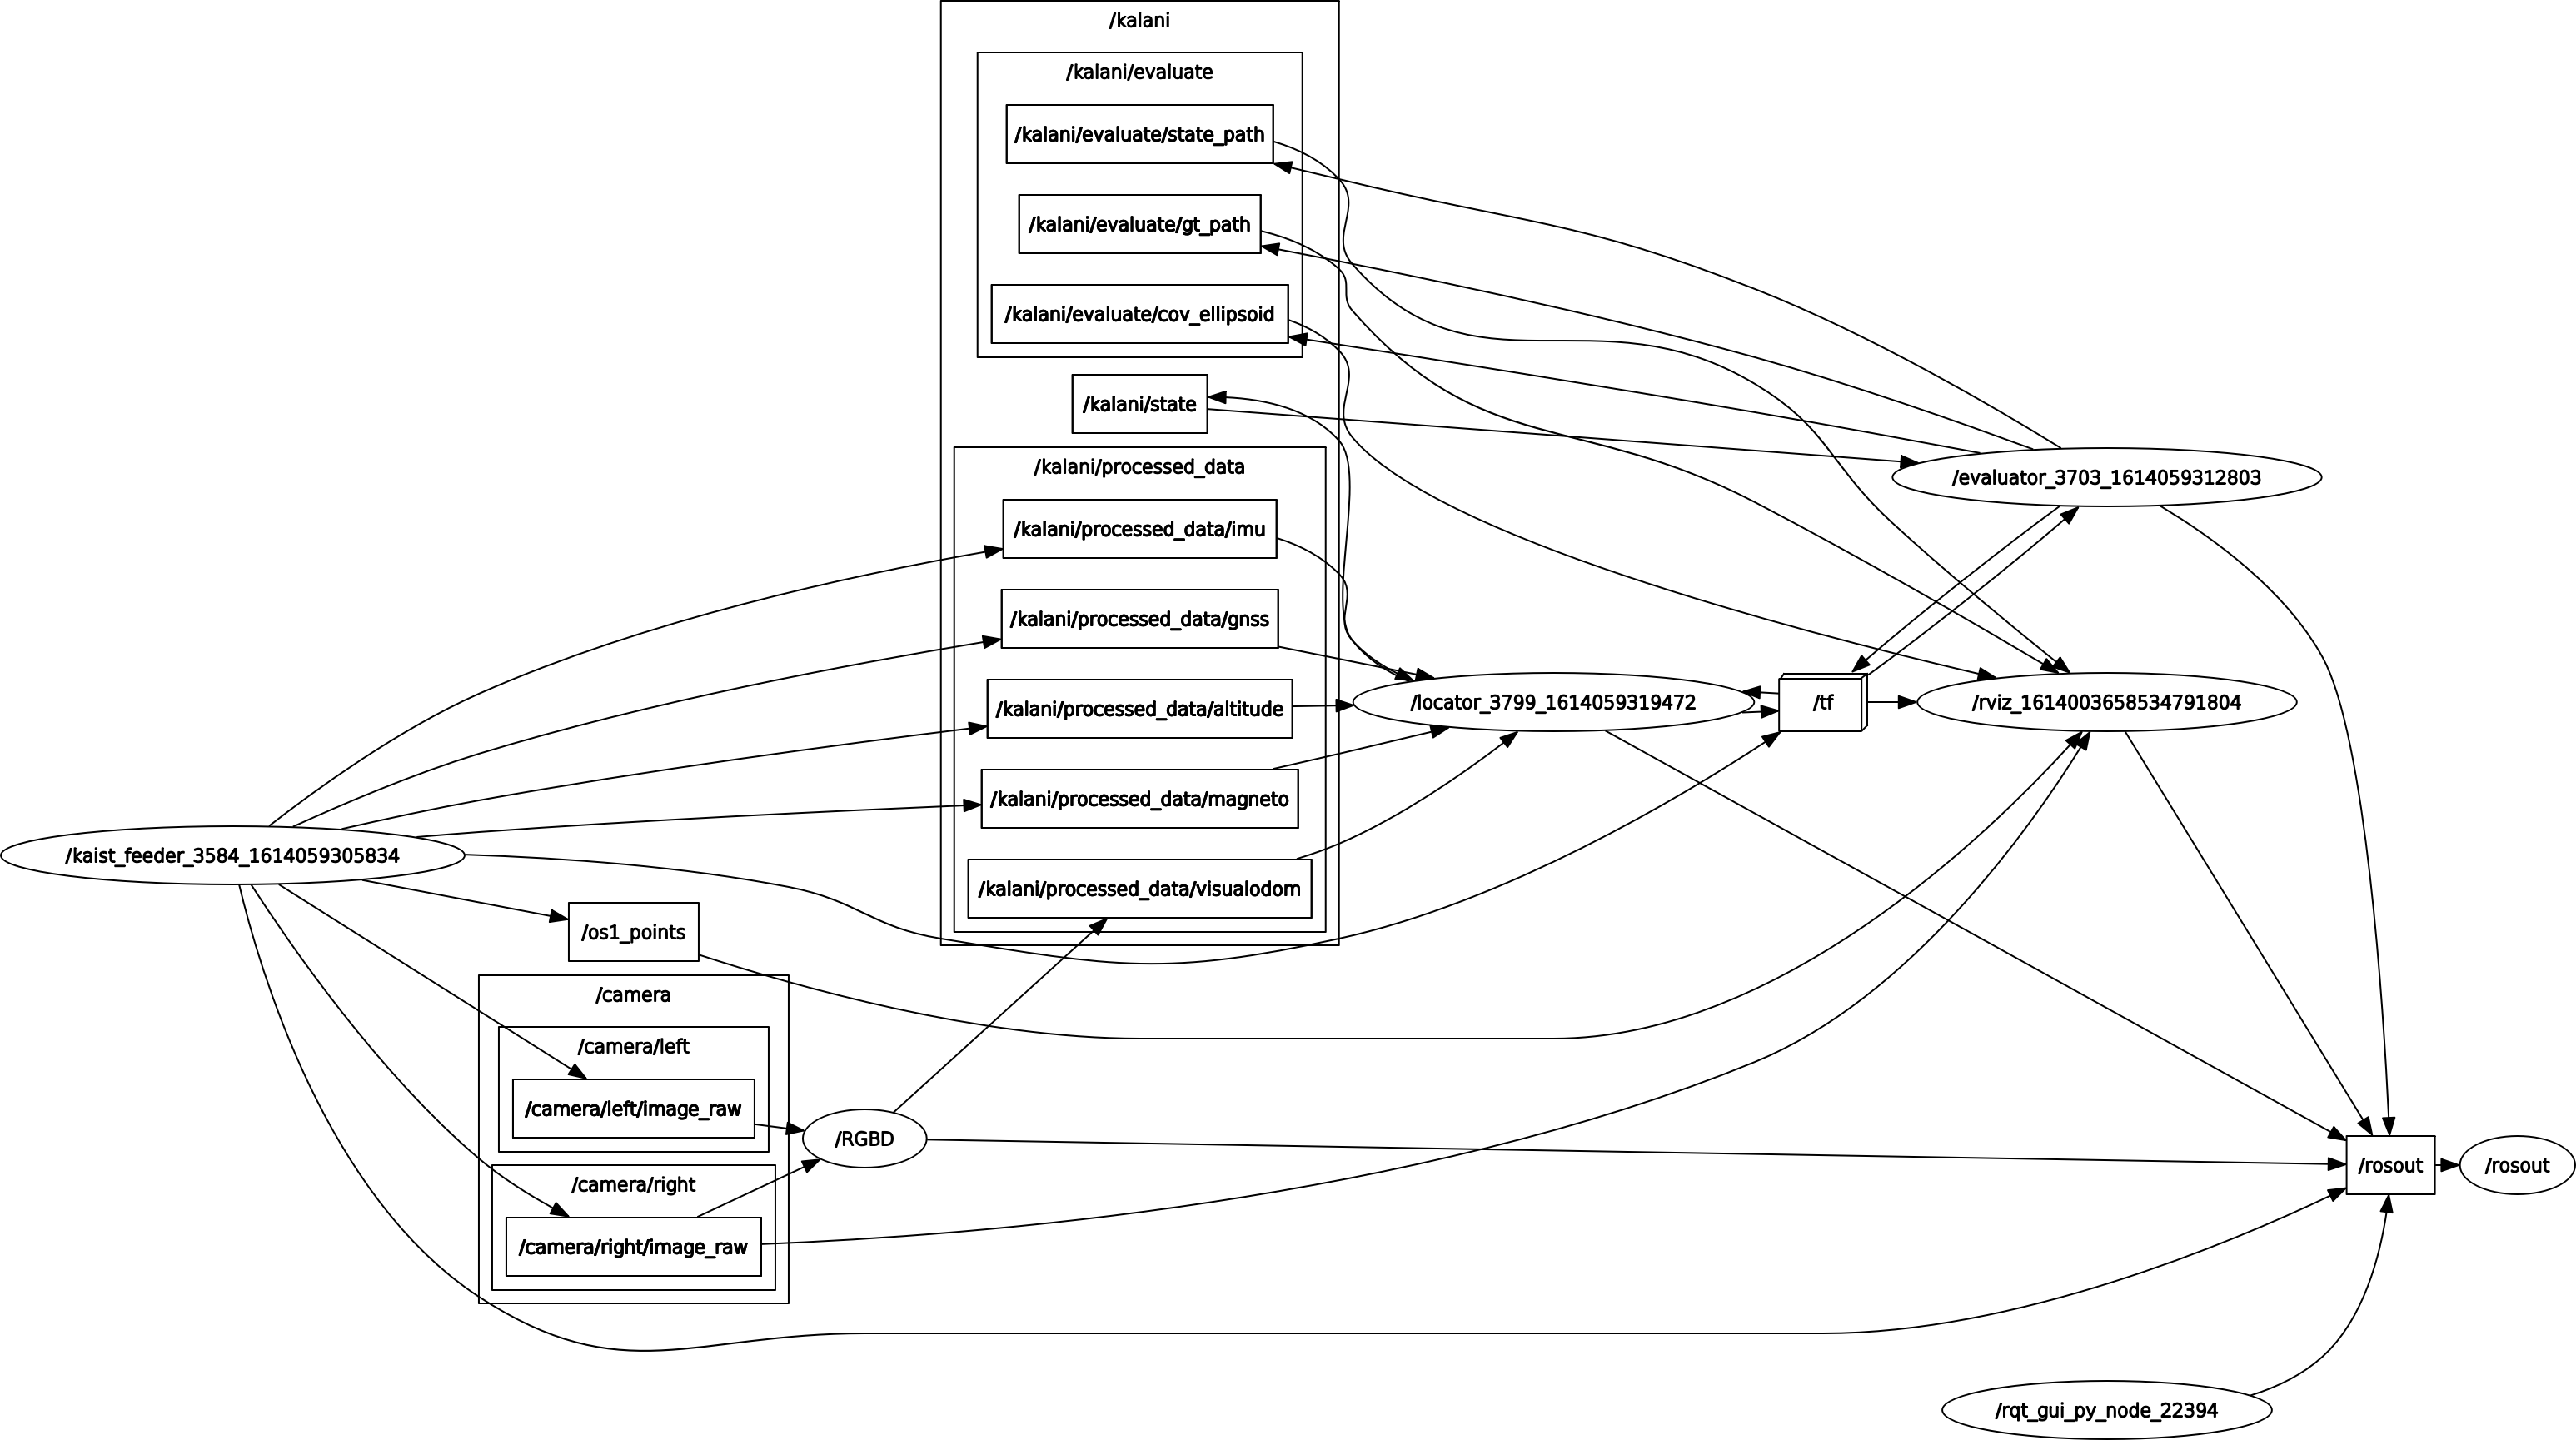 /kalani
/kalani/evaluate
/kalani/evaluate/state_path
/kalani/evaluate/gt_path
/kalani/evaluate/cov_ellipsoid
/kalani/state
/kalani/processed_data
/evaluator_3703_1614059312803
/kalani/processed_data/imu
/kalani/processed_data/gnss
/kalani/processed_data/altitude
/locator_3799_1614059319472
/tf
/rviz_1614003658534791804
/kalani/processed_data/magneto
/kaist_feeder_3584_1614059305834
/kalani/processed_data/visualodom
/os1_points
/camera
/camera/left
/camera/left/image_raw
/RGBD
/rosout
/rosout
/camera/right
/camera/right/image_raw
/rqt_gui_py_node_22394